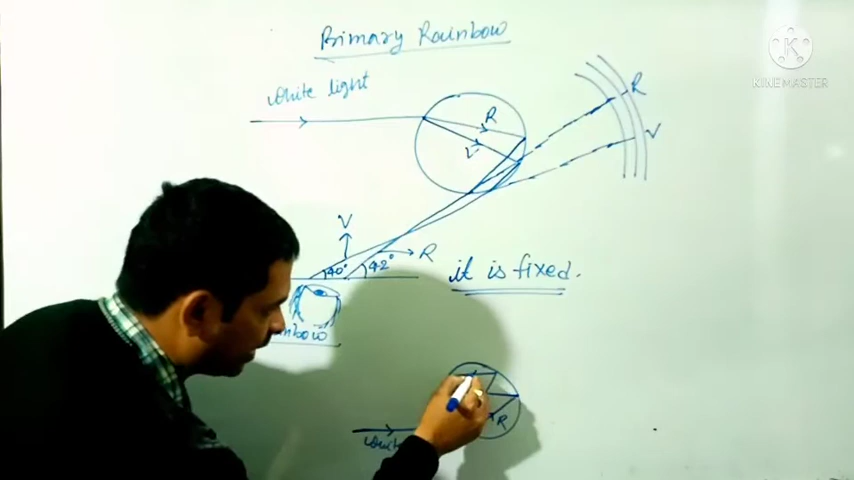 Primary Rainbow
white light
R
V
R
V
V
40°
42°
R
it is fixed.
R
KINEMASTER